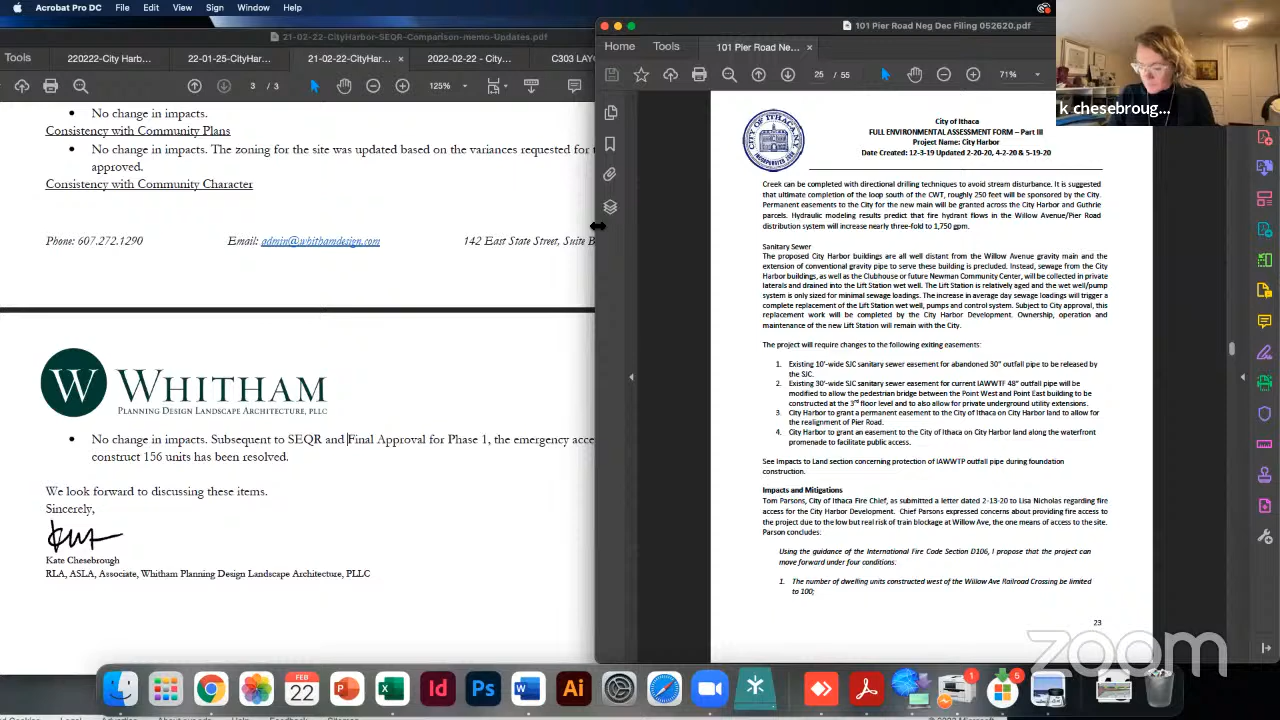 Acrobat Pro DC File Edit View Sign Window Help
21-02-22-CityHarbor-SEQR-Comparison-memo-Updates.pdf
Tools 220222-City Harb... 22-01-25-CityHar... 21-02-22-CityHar... × 2022-02-22 - City... C303 LAYO
3 / 3 125%
• No change in impacts.
Consistency with Community Plans
• No change in impacts. The zoning for the site was updated based on the variances requested for
approved.
Consistency with Community Character
Phone: 607.272.1290 Email: admin@whithamdesign.com 142 East State Street, Suite B
W WHITHAM
PLANNING DESIGN LANDSCAPE ARCHITECTURE, PLLC
• No change in impacts. Subsequent to SEQR and Final Approval for Phase 1, the emergency acce
construct 156 units has been resolved.
We look forward to discussing these items.
Sincerely,
Kate Chesebrough
RLA, ASLA, Associate, Whitham Planning Design Landscape Architecture, PLLC
101 Pier Road Neg Dec Filing 052620.pdf
Home Tools 101 Pier Road Ne... ×
25 / 55 71%
CITY OF ITHACA
City of Ithaca
FULL ENVIRONMENTAL ASSESSMENT FORM – Part III
Project Name: City Harbor
Date Created: 12-3-19 Updated 2-20-20, 4-2-20 & 5-19-20
Creek can be completed with directional drilling techniques to avoid stream disturbance. It is suggested
that ultimate completion of the loop south of the CWT, roughly 250 feet will be sponsored by the City.
Permanent easements to the City for the new main will be granted across the City Harbor and Guthrie
parcels. Hydraulic modeling results predict that fire hydrant flows in the Willow Avenue/Pier Road
distribution system will increase nearly three-fold to 1,750 gpm.
Sanitary Sewer
The proposed City Harbor buildings are all well distant from the Willow Avenue gravity main and the
extension of conventional gravity pipe to serve these building is precluded. Instead, sewage from the City
Harbor buildings, as well as the Clubhouse or future Newman Community Center, will be collected in private
laterals and drained into the Lift Station wet well. The Lift Station is relatively aged and the wet well/pump
system is only sized for minimal sewage loadings. The increase in average day sewage loadings will trigger a
complete replacement of the Lift Station wet well, pumps and control system. Subject to City approval, this
replacement work will be completed by the City Harbor Development. Ownership, operation and
maintenance of the new Lift Station will remain with the City.
The project will require changes to the following exiting easements:
1. Existing 10'-wide SJC sanitary sewer easement for abandoned 30" outfall pipe to be released by
the SJC.
2. Existing 30'-wide SJC sanitary sewer easement for current IAWWTF 48" outfall pipe will be
modified to allow the pedestrian bridge between the Point West and Point East building to be
constructed at the 3rd floor level and to also allow for private underground utility extensions.
3. City Harbor to grant a permanent easement to the City of Ithaca on City Harbor land to allow for
the realignment of Pier Road.
4. City Harbor to grant an easement to the City of Ithaca on City Harbor land along the waterfront
promenade to facilitate public access.
See Impacts to Land section concerning protection of IAWWTP outfall pipe during foundation
construction.
Impacts and Mitigations
Tom Parsons, City of Ithaca Fire Chief, as submitted a letter dated 2-13-20 to Lisa Nicholas regarding fire
access for the City Harbor Development. Chief Parsons expressed concerns about providing fire access to
the project due to the low but real risk of train blockage at Willow Ave, the one means of access to the site.
Parson concludes:
Using the guidance of the International Fire Code Section D106, I propose that the project can
move forward under four conditions:
1. The number of dwelling units constructed west of the Willow Ave Railroad Crossing be limited
to 100;
23
k chesebroug...
zoom
FEB
22
Id Ps W Ai
1 5